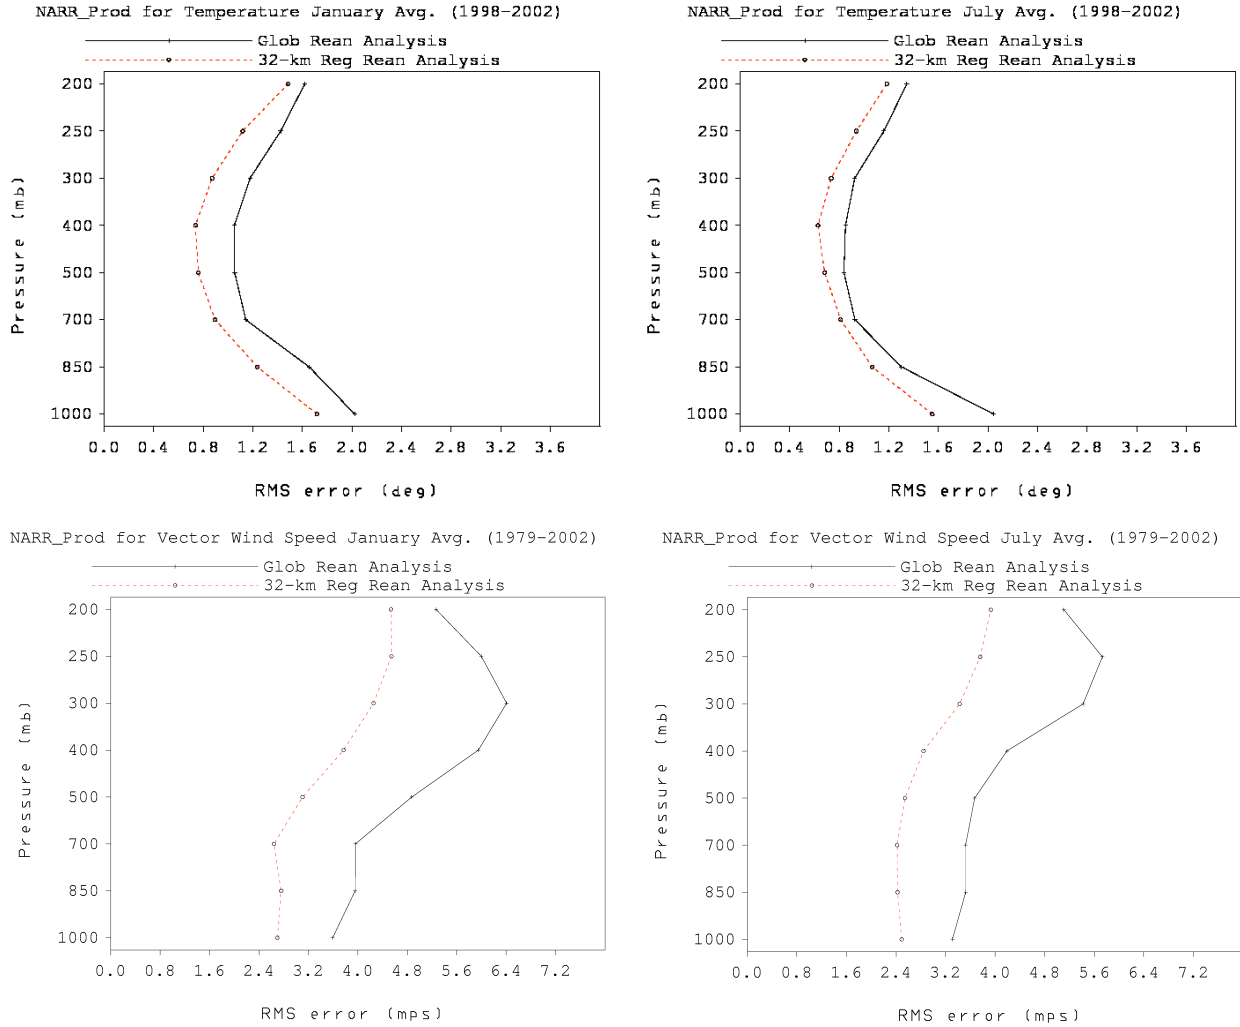 NARR_Prod for Temperature January Avg. (1998-2002)
Glob Rean Analysis
32-km Reg Rean Analysis
200
250
300
400
500
700
850
1000
Pressure (mb)
0.0 0.4 0.8 1.2 1.6 2.0 2.4 2.8 3.2 3.6
RMS error (deg)
NARR_Prod for Temperature July Avg. (1998-2002)
Glob Rean Analysis
32-km Reg Rean Analysis
200
250
300
400
500
700
850
1000
Pressure (mb)
0.0 0.4 0.8 1.2 1.6 2.0 2.4 2.8 3.2 3.6
RMS error (deg)
NARR_Prod for Vector Wind Speed January Avg. (1979-2002)
Glob Rean Analysis
32-km Reg Rean Analysis
200
250
300
400
500
700
850
1000
Pressure (mb)
0.0 0.8 1.6 2.4 3.2 4.0 4.8 5.6 6.4 7.2
RMS error (mps)
NARR_Prod for Vector Wind Speed July Avg. (1979-2002)
Glob Rean Analysis
32-km Reg Rean Analysis
200
250
300
400
500
700
850
1000
Pressure (mb)
0.0 0.8 1.6 2.4 3.2 4.0 4.8 5.6 6.4 7.2
RMS error (mps)